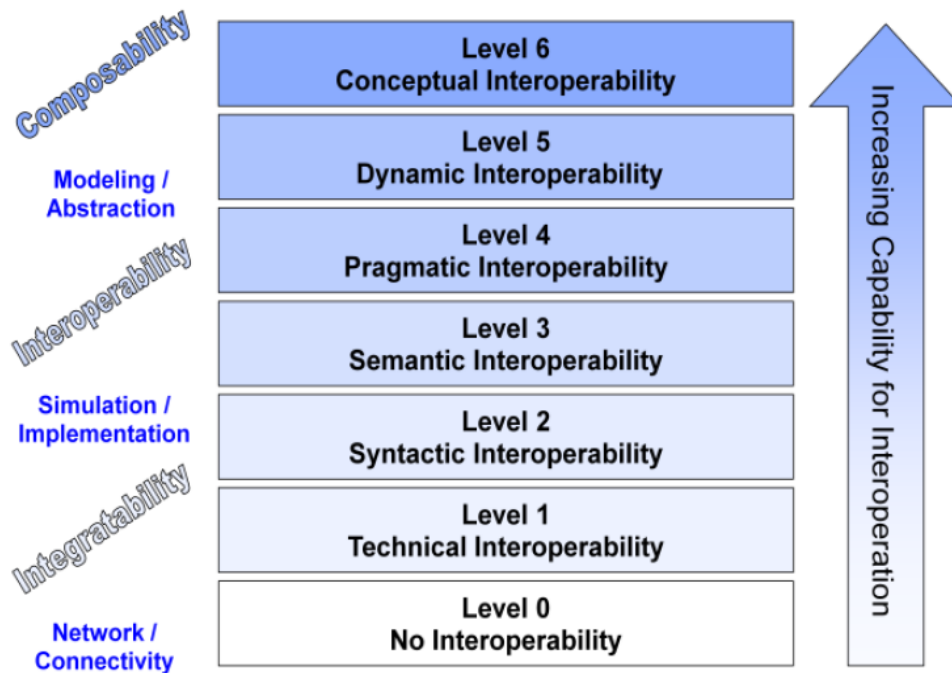 Composability
Modeling /
Abstraction
Interoperability
Simulation /
Implementation
Integratability
Network /
Connectivity
Level 6
Conceptual Interoperability
Level 5
Dynamic Interoperability
Level 4
Pragmatic Interoperability
Level 3
Semantic Interoperability
Level 2
Syntactic Interoperability
Level 1
Technical Interoperability
Level 0
No Interoperability
Increasing Capability for Interoperation